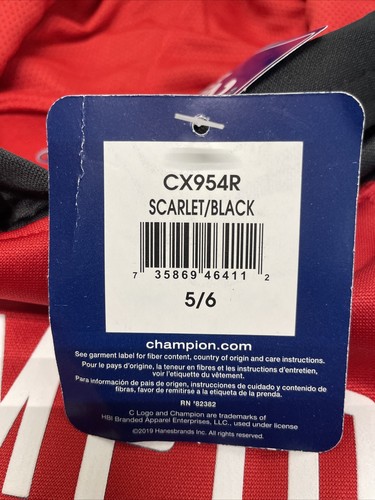 CX954R
SCARLET/BLACK
7 35869 46411 2
5/6
champion.com
See garment label for fiber content, country of origin and care instructions.
Pour le pays d'origine, la teneur en fibres et les instructions d'entretien,
voir l'etiquette du vêtement.
Para información de pais de origen, instrucciones de cuidado y contenido de
fibras, favor de remitirse a la etiqueta de la prenda.
RN *82382
C Logo and Champion are trademarks of
HBI Branded Apparel Enterprises, LLC., used under license
©2019 Hanesbrands Inc. All rights reserved.